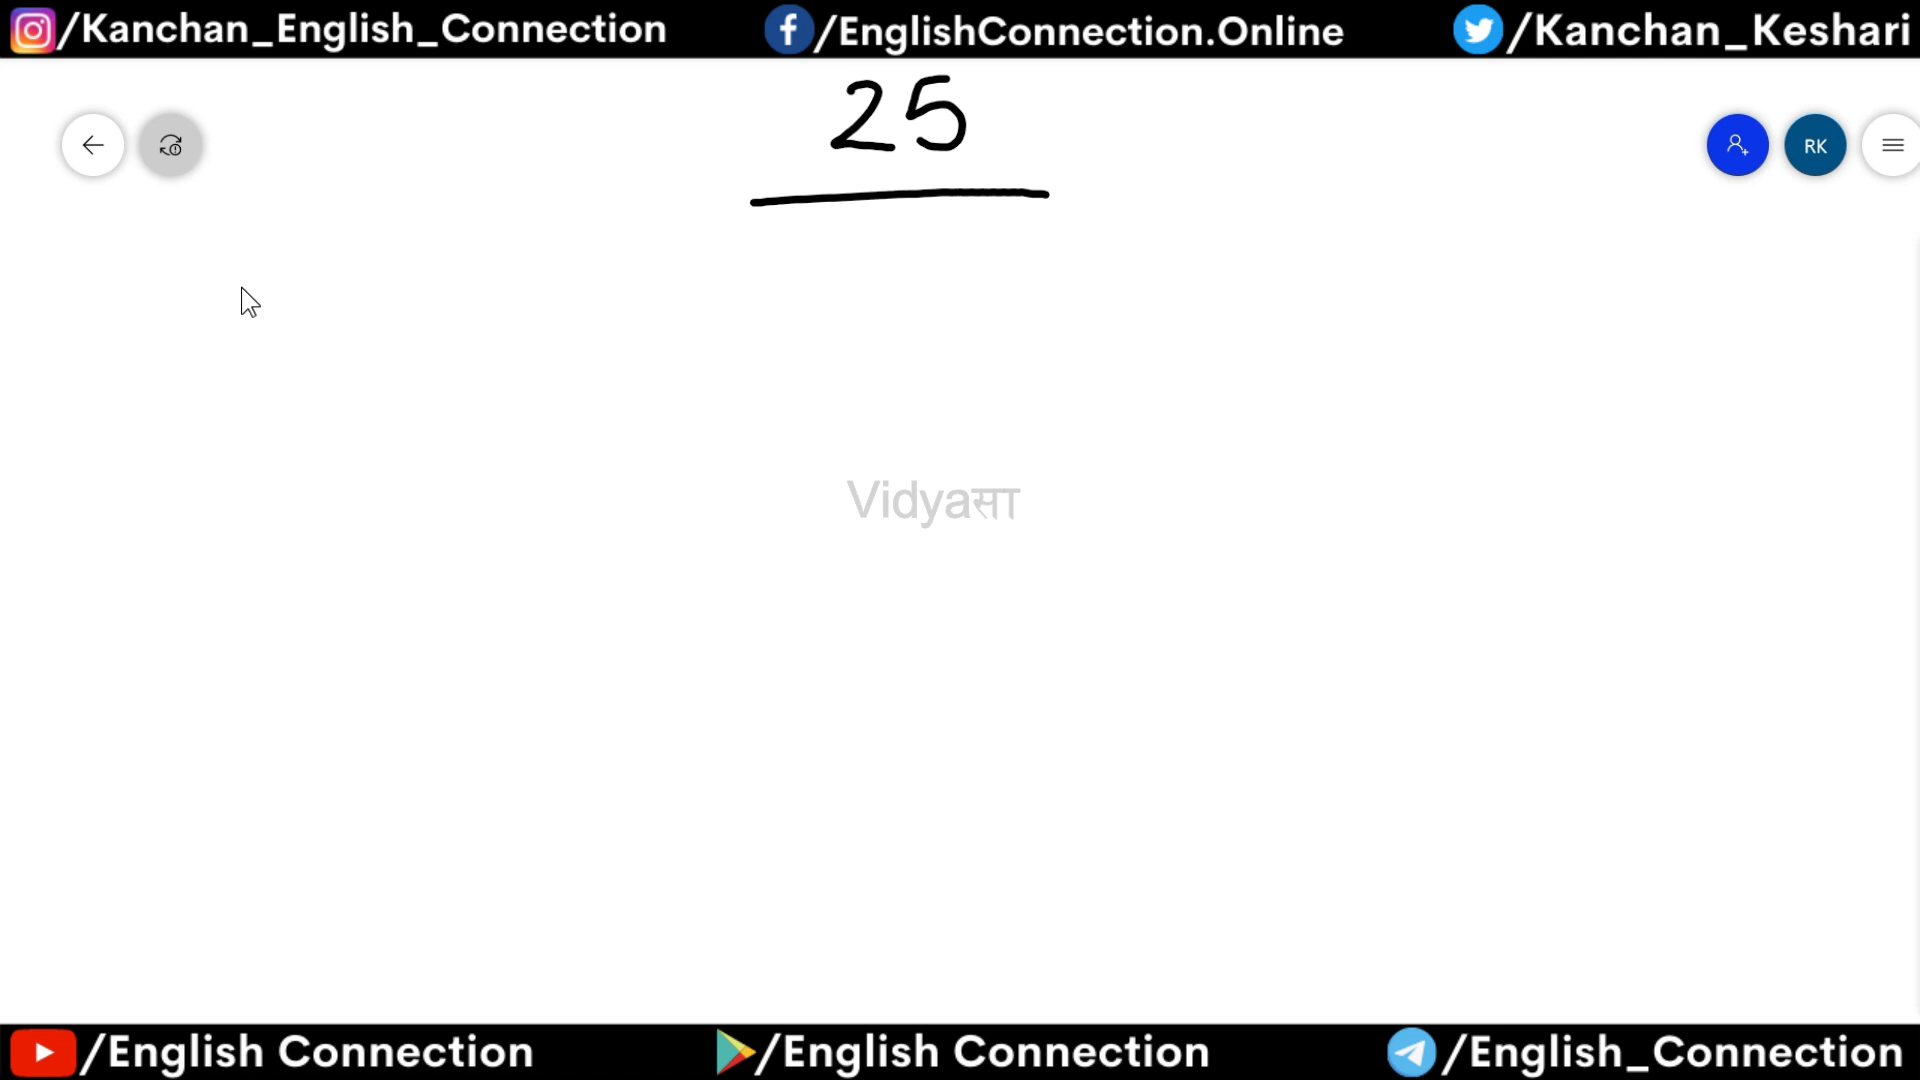 /Kanchan_English_Connection /EnglishConnection.Online /Kanchan_Keshari
25
RK
Vidyaसा
/English Connection /English Connection /English_Connection